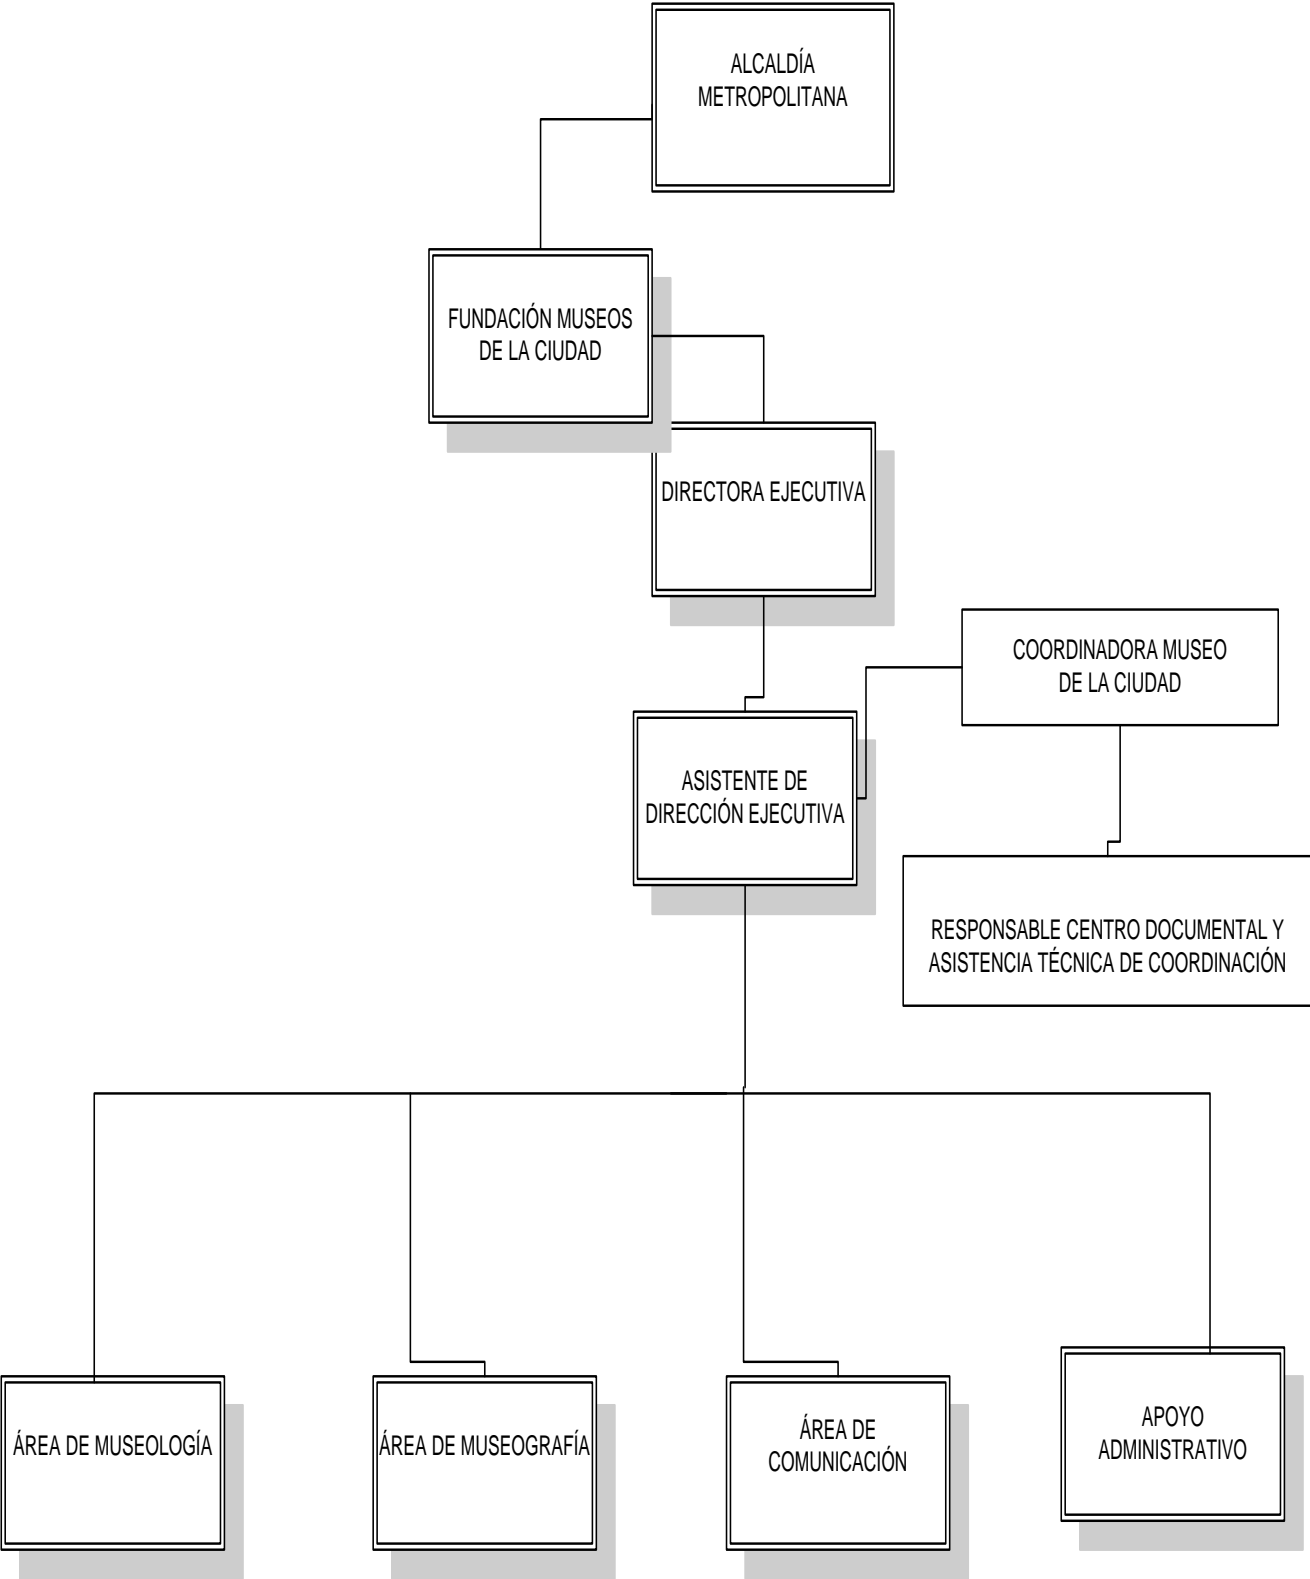 ALCALDÍA
METROPOLITANA
FUNDACIÓN MUSEOS
DE LA CIUDAD
DIRECTORA EJECUTIVA
COORDINADORA MUSEO
DE LA CIUDAD
ASISTENTE DE
DIRECCIÓN EJECUTIVA
RESPONSABLE CENTRO DOCUMENTAL Y
ASISTENCIA TÉCNICA DE COORDINACIÓN
ÁREA DE MUSEOLOGÍA
ÁREA DE MUSEOGRAFÍA
ÁREA DE
COMUNICACIÓN
APOYO
ADMINISTRATIVO